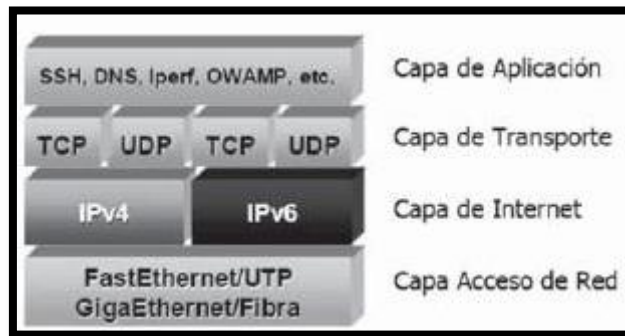 SSH, DNS, Iperf, OWAMP, etc. Capa de Aplicación
TCP UDP TCP UDP Capa de Transporte
IPv4 IPv6 Capa de Internet
FastEthernet/UTP
GigaEthernet/Fibra
Capa Acceso de Red